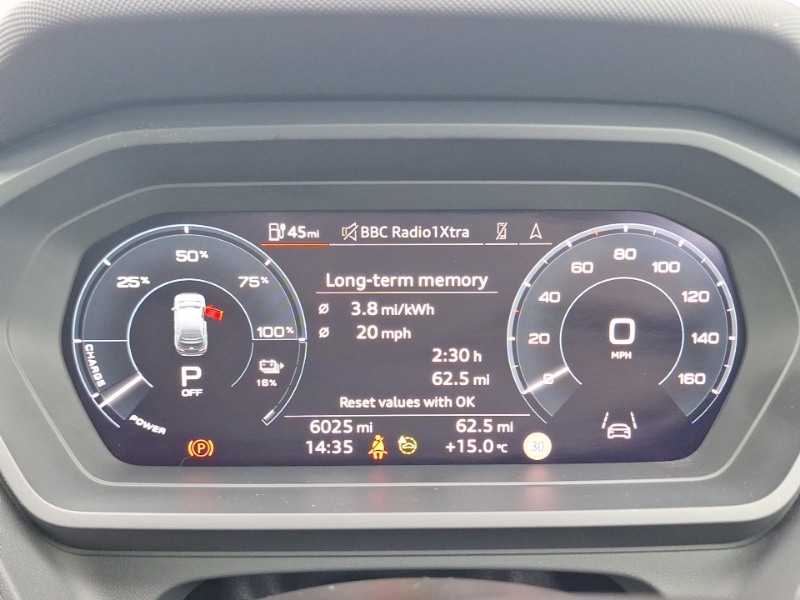 45mi BBC Radio1Xtra
50%
25% 75%
100%
CHARGE
POWER
P
OFF
16%
Long-term memory
ø 3.8 mi/kWh
ø 20 mph
2:30 h
62.5 mi
Reset values with OK
6025 mi 62.5 mi
14:35 +15.0 °C
(P)
30
80
60 100
40 120
20 140
0 160
0
MPH